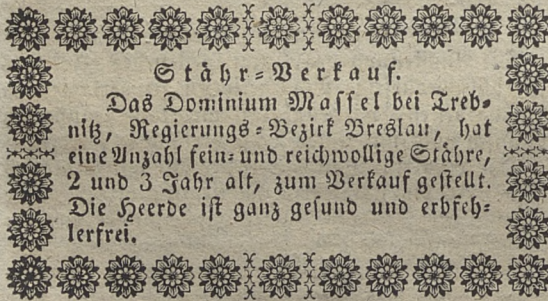 Stähr-Verkauf.
Das Dominium Massel bei Treb-
nitz, Regierungs-Bezirk Breslau, hat
eine Anzahl fein- und reichwollige Stähre,
2 und 3 Jahr alt, zum Verkauf gestellt.
Die Heerde ist ganz gesund und erbfeh-
lerfrei.